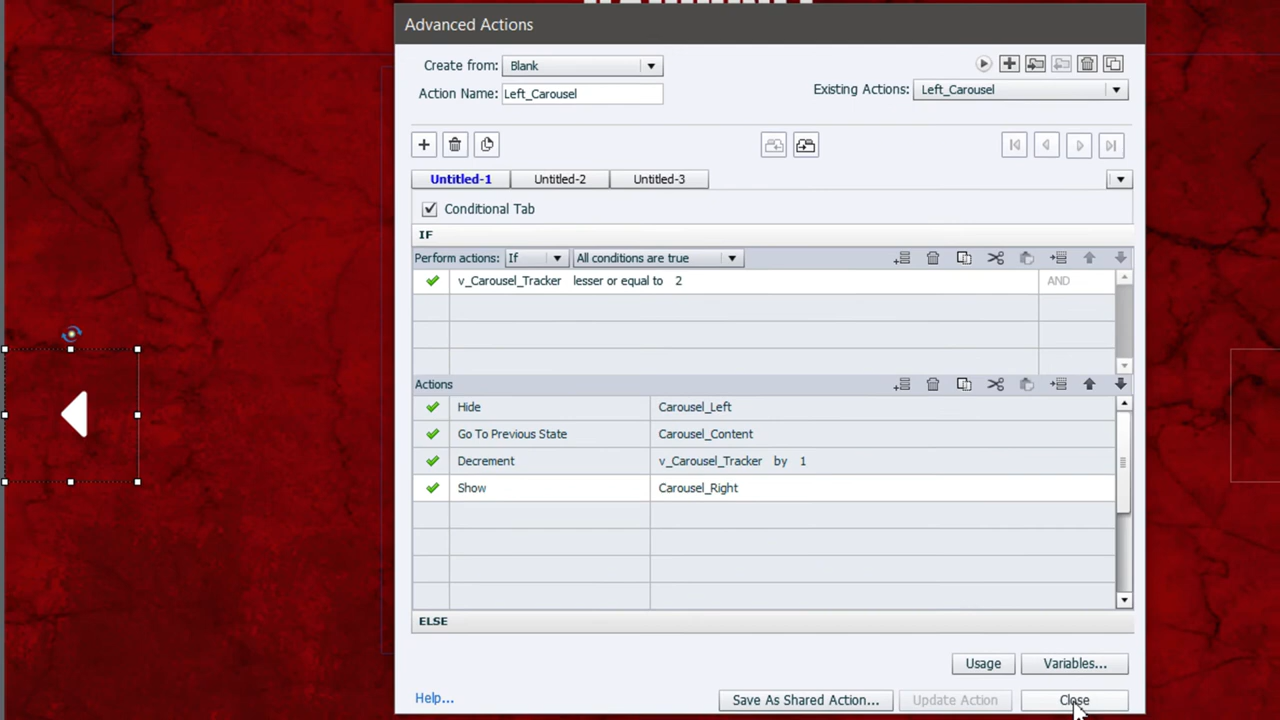 Advanced Actions
Create from: Blank
Action Name: Left_Carousel
Existing Actions: Left_Carousel
Untitled-1 Untitled-2 Untitled-3
Conditional Tab
IF
Perform actions: If All conditions are true
v_Carousel_Tracker lesser or equal to 2 AND
Actions
Hide Carousel_Left
Go To Previous State Carousel_Content
Decrement v_Carousel_Tracker by 1
Show Carousel_Right
ELSE
Usage Variables...
Help... Save As Shared Action... Update Action Close